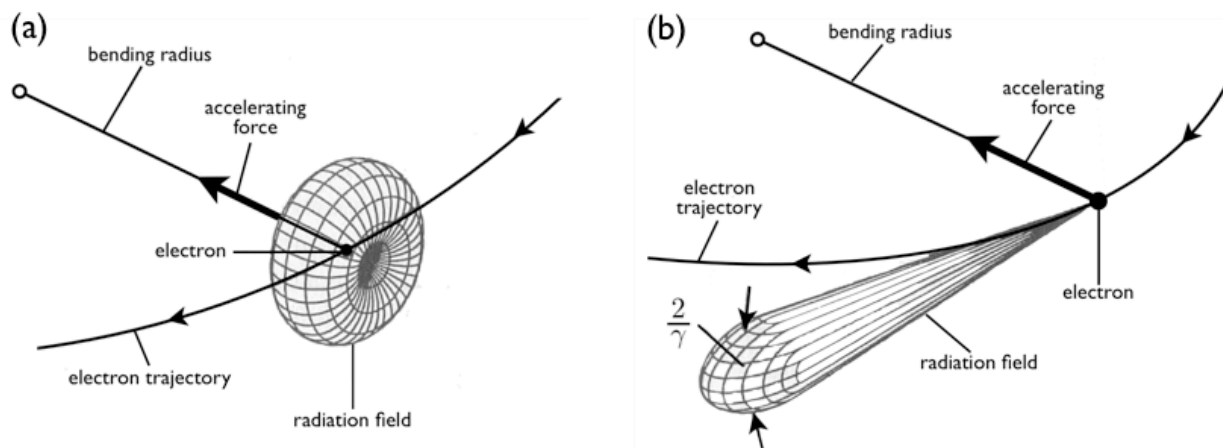 (a)
bending radius
accelerating
force
electron
electron trajectory
radiation field
(b)
bending radius
accelerating
force
electron
trajectory
electron
2
γ
radiation field